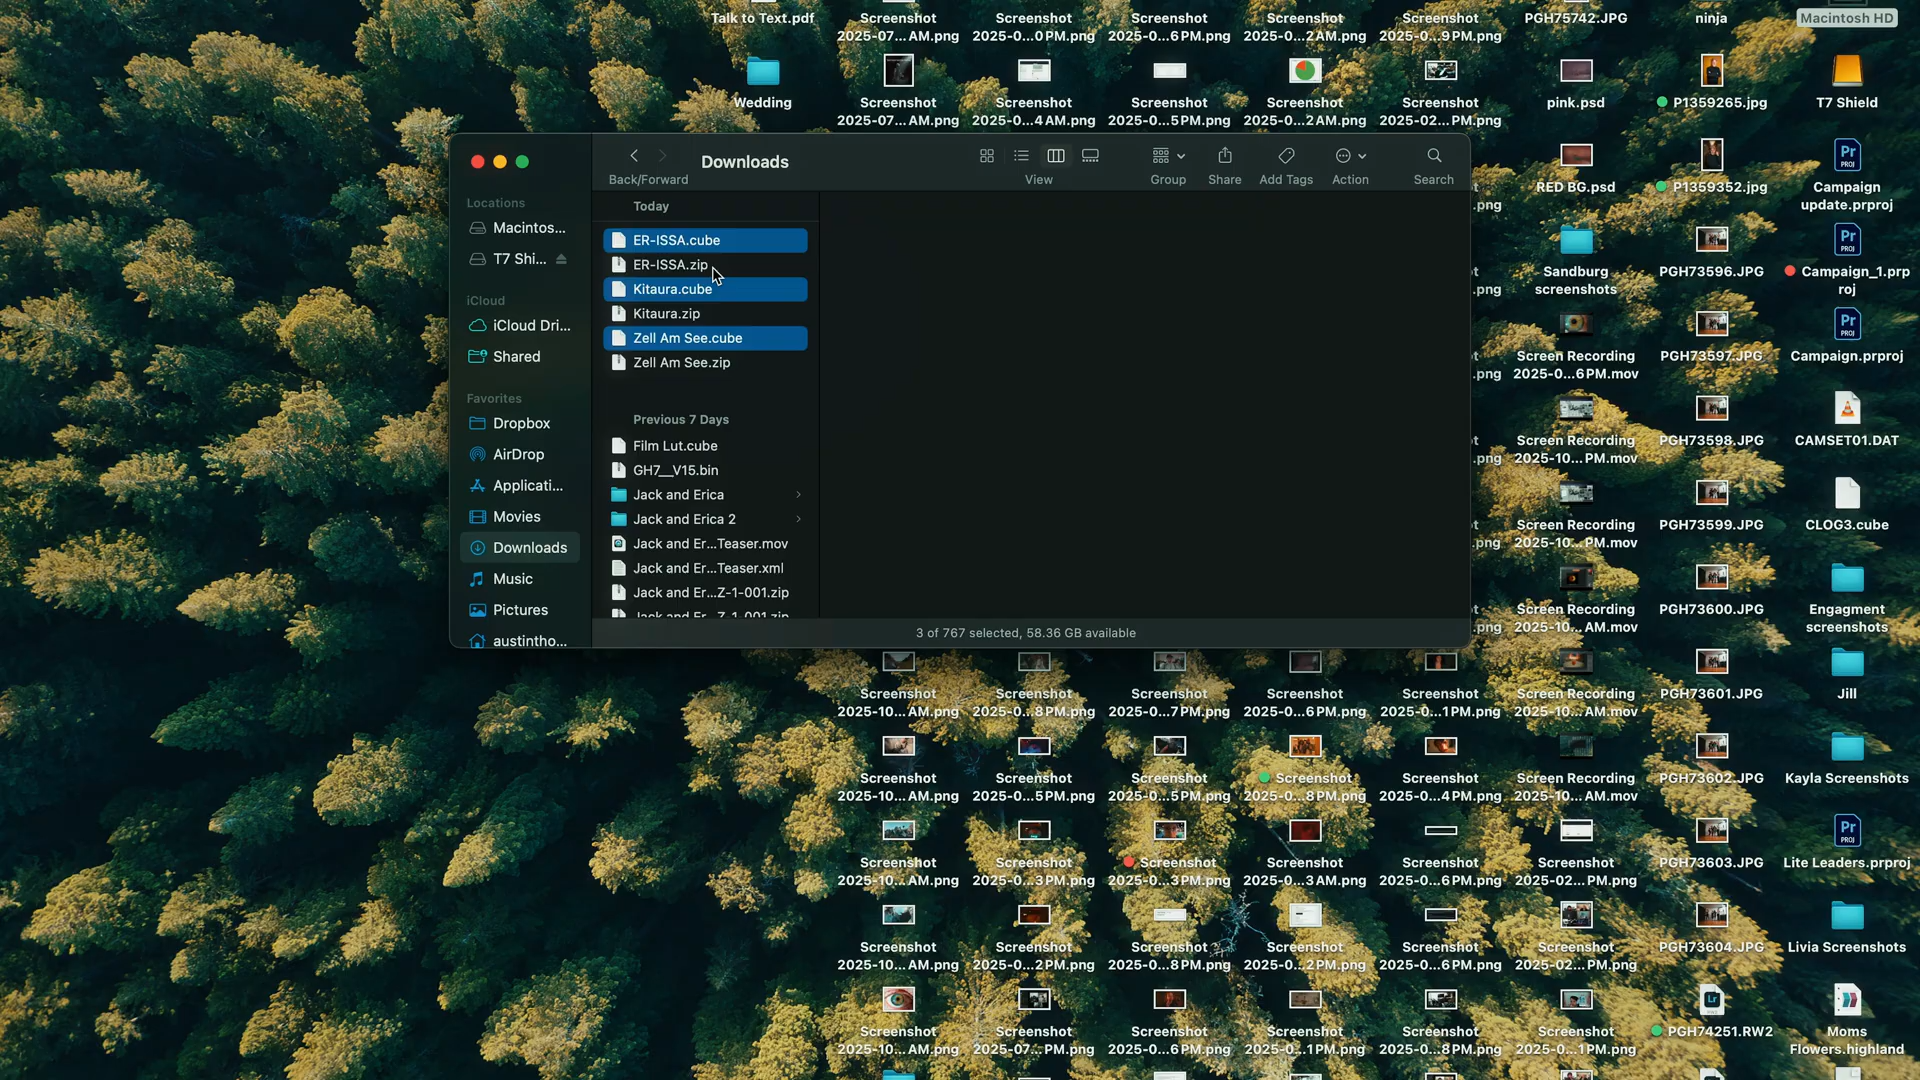 Talk to Text.pdf
Screenshot
2025-07...AM.png
Screenshot
2025-0...0PM.png
Screenshot
2025-0...6PM.png
Screenshot
2025-0...2AM.png
Screenshot
2025-0...9PM.png
PGH75742.JPG
ninja
Macintosh HD
Wedding
Screenshot
2025-07...AM.png
Screenshot
2025-0...4AM.png
Screenshot
2025-0...5PM.png
Screenshot
2025-0...2AM.png
Screenshot
2025-02...PM.png
pink.psd
P1359265.jpg
T7 Shield
Back/Forward
Downloads
View
Group
Share
Add Tags
Action
Search
Locations
Macintos...
T7 Shi...
iCloud
iCloud Dri...
Shared
Favorites
Dropbox
AirDrop
Applicati...
Movies
Downloads
Music
Pictures
austintho...
Today
ER-ISSA.cube
ER-ISSA.zip
Kitaura.cube
Kitaura.zip
Zell Am See.cube
Zell Am See.zip
Previous 7 Days
Film Lut.cube
GH7__V15.bin
Jack and Erica
Jack and Erica 2
Jack and Er...Teaser.mov
Jack and Er...Teaser.xml
Jack and Er...Z-1-001.zip
Jack and Er...Z-1-001.zip
3 of 767 selected, 58.36 GB available
RED BG.psd
P1359352.jpg
Pr
PROJ
Campaign
update.prproj
Sandburg
screenshots
PGH73596.JPG
Pr
PROJ
Campaign_1.prp
roj
Screen Recording
2025-0...6PM.mov
PGH73597.JPG
Pr
PROJ
Campaign.prproj
Screen Recording
2025-10...PM.mov
PGH73598.JPG
CAMSET01.DAT
Screen Recording
2025-10...PM.mov
PGH73599.JPG
CLOG3.cube
Screen Recording
2025-10...AM.mov
PGH73600.JPG
Engagment
screenshots
Screenshot
2025-10...AM.png
Screenshot
2025-0...8PM.png
Screenshot
2025-0...7PM.png
Screenshot
2025-0...6PM.png
Screenshot
2025-0...1PM.png
Screen Recording
2025-10...AM.mov
PGH73601.JPG
Jill
Screenshot
2025-10...AM.png
Screenshot
2025-0...5PM.png
Screenshot
2025-0...5PM.png
Screenshot
2025-0...8PM.png
Screenshot
2025-0...4PM.png
Screen Recording
2025-10...AM.mov
PGH73602.JPG
Kayla Screenshots
Screenshot
2025-10...AM.png
Screenshot
2025-0...3PM.png
Screenshot
2025-0...3PM.png
Screenshot
2025-0...3AM.png
Screenshot
2025-0...6PM.png
Screenshot
2025-02...PM.png
PGH73603.JPG
Pr
PROJ
Lite Leaders.prproj
Screenshot
2025-10...AM.png
Screenshot
2025-0...2PM.png
Screenshot
2025-0...8PM.png
Screenshot
2025-0...2PM.png
Screenshot
2025-0...6PM.png
Screenshot
2025-02...PM.png
PGH73604.JPG
Livia Screenshots
Screenshot
2025-10...AM.png
Screenshot
2025-07...PM.png
Screenshot
2025-0...6PM.png
Screenshot
2025-0...1PM.png
Screenshot
2025-0...8PM.png
Screenshot
2025-0...1PM.png
Lr
PGH74251.RW2
Moms
Flowers.highland